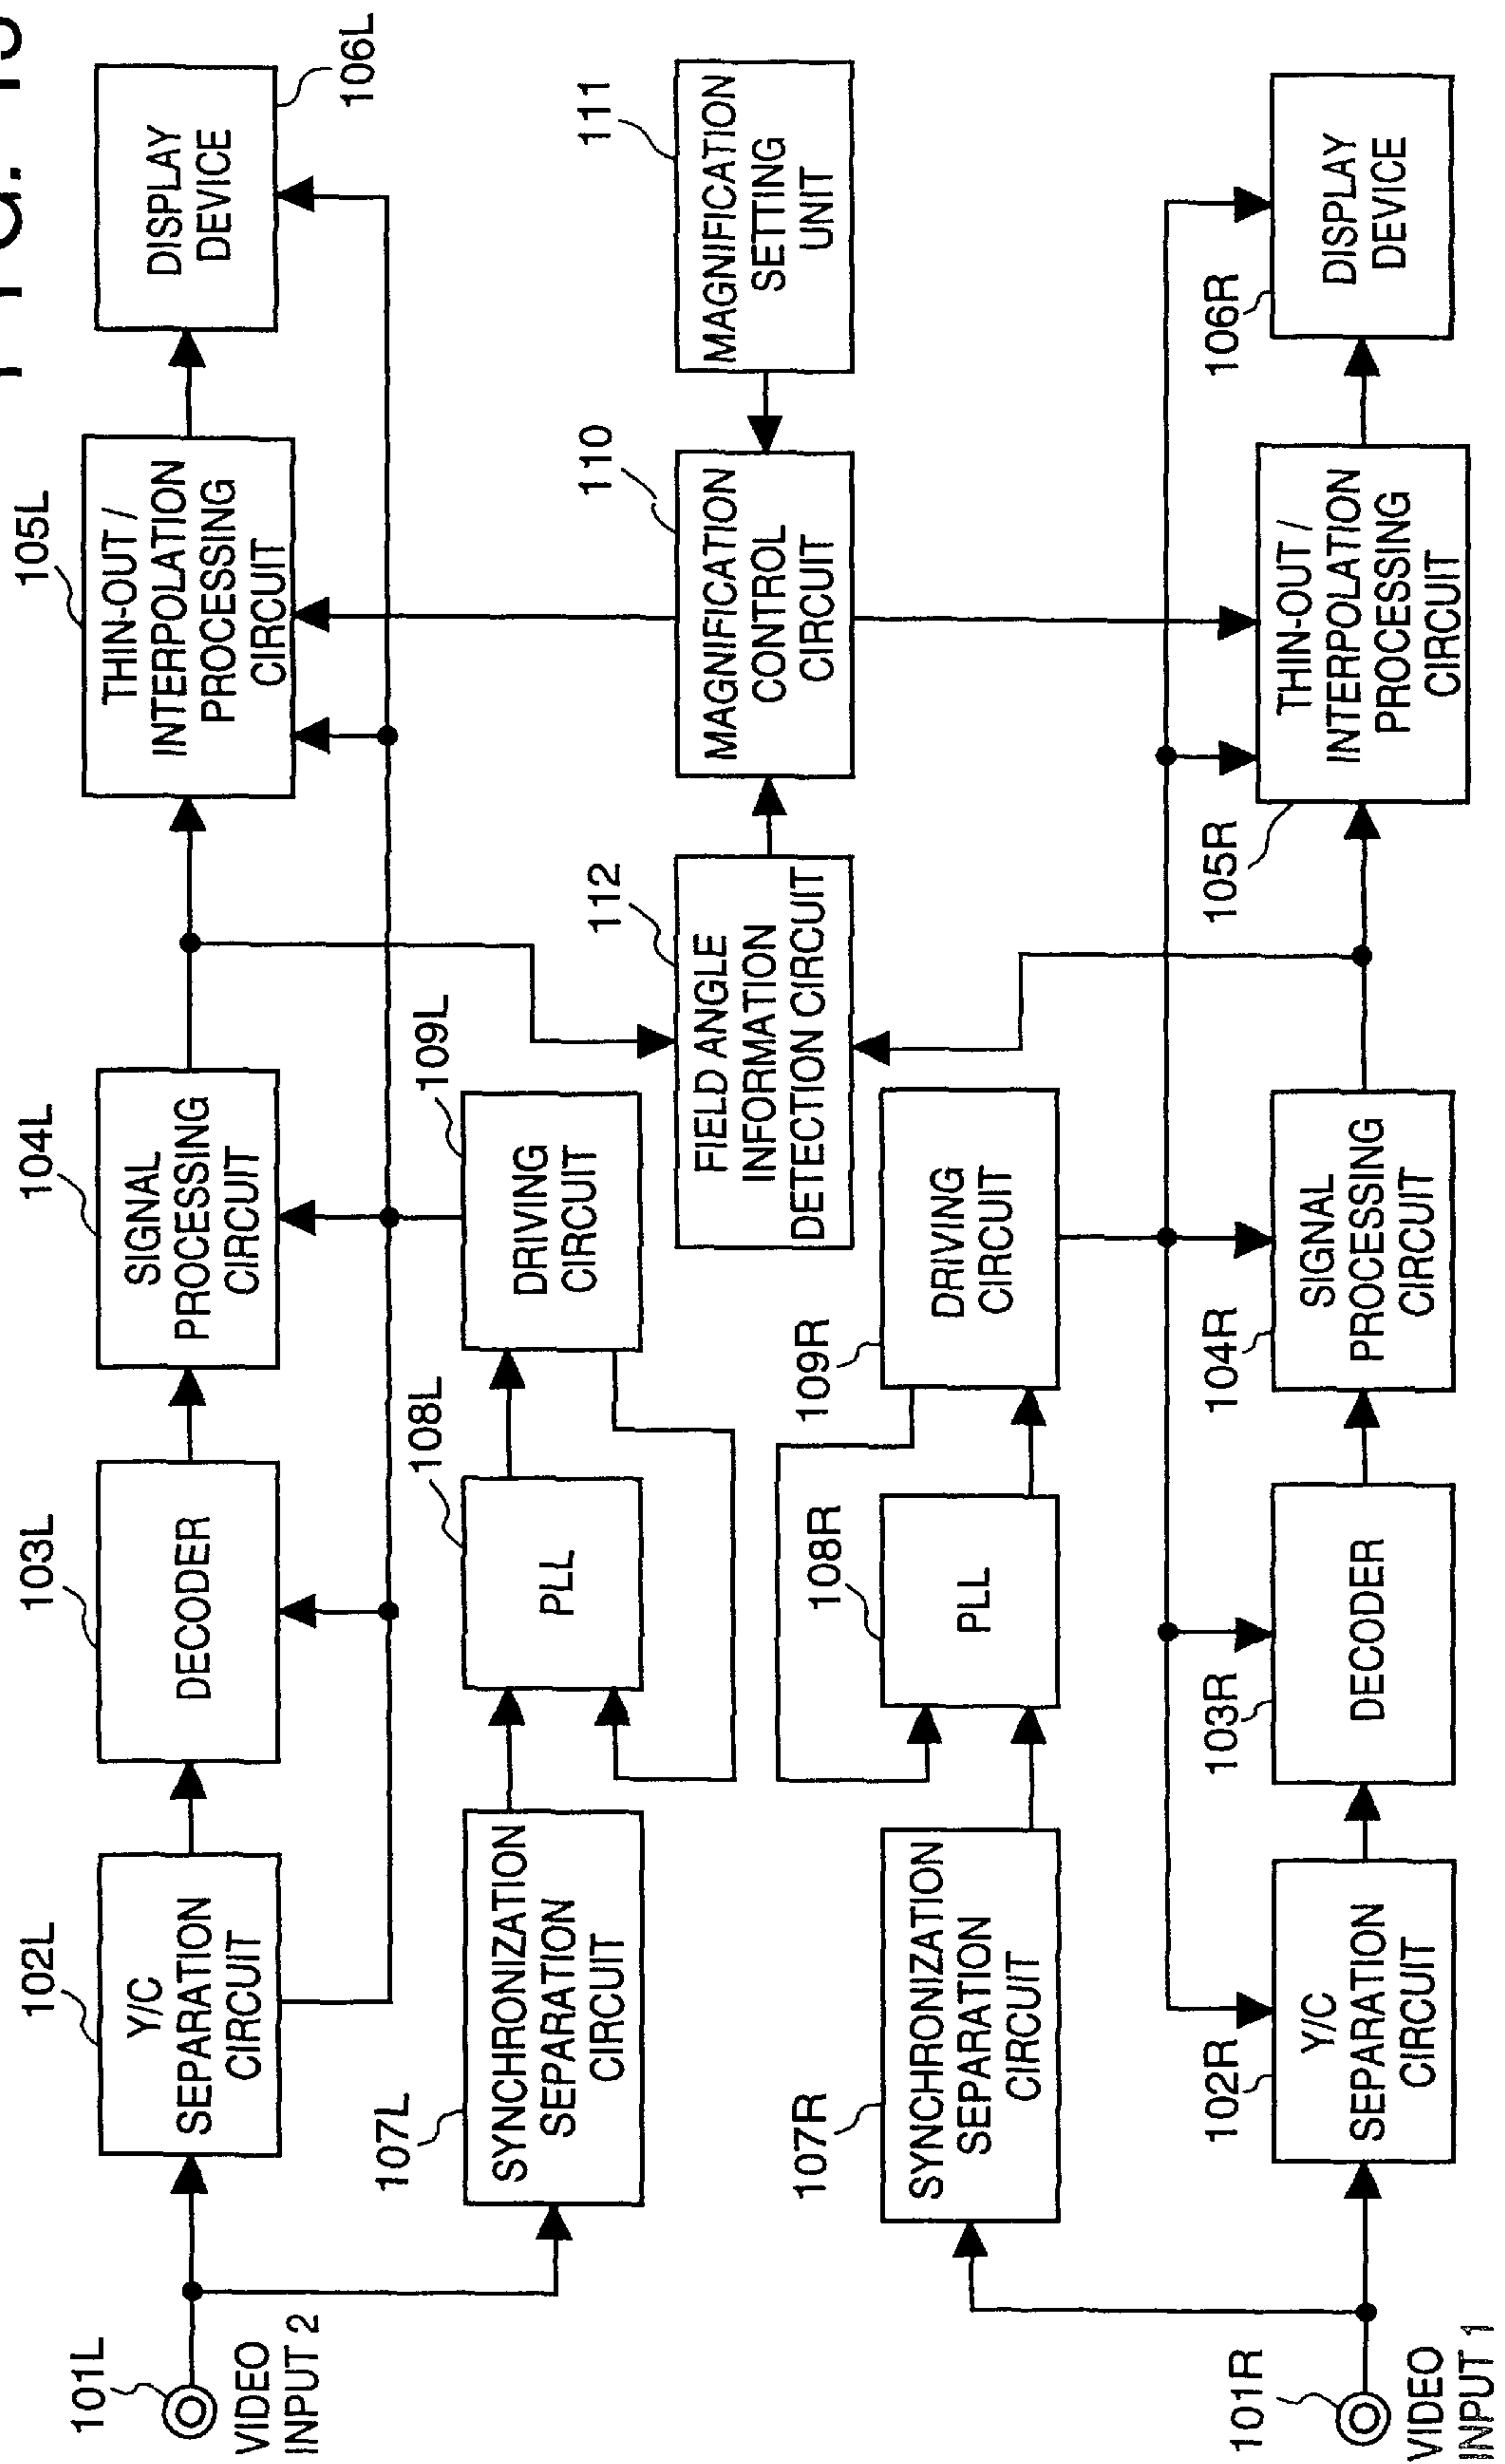 101L
VIDEO
INPUT 2
102L
Y/C
SEPARATION
CIRCUIT
103L
DECODER
104L
SIGNAL
PROCESSING
CIRCUIT
105L
THIN-OUT /
INTERPOLATION
PROCESSING
CIRCUIT
106L
DISPLAY
DEVICE
107L
SYNCHRONIZATION
SEPARATION
CIRCUIT
108L
PLL
109L
DRIVING
CIRCUIT
112
FIELD ANGLE
INFORMATION
DETECTION CIRCUIT
110
MAGNIFICATION
CONTROL
CIRCUIT
111
MAGNIFICATION
SETTING
UNIT
107R
SYNCHRONIZATION
SEPARATION
CIRCUIT
108R
PLL
109R
DRIVING
CIRCUIT
101R
VIDEO
INPUT 1
102R
Y/C
SEPARATION
CIRCUIT
103R
DECODER
104R
SIGNAL
PROCESSING
CIRCUIT
105R
THIN-OUT /
INTERPOLATION
PROCESSING
CIRCUIT
106R
DISPLAY
DEVICE